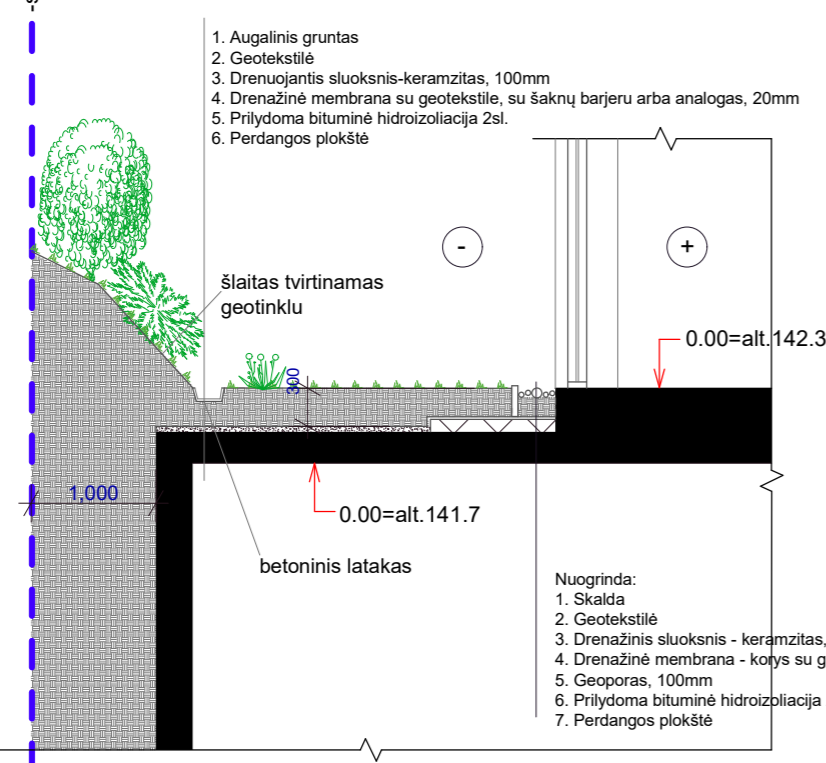 1. Augalinis gruntas
2. Geotekstilė
3. Drenuojantis sluoksnis-keramzitas, 100mm
4. Drenažinė membrana su geotekstile, su šaknų barjeru arba analogas, 20mm
5. Prilydoma bituminė hidroizoliacija 2sl.
6. Perdangos plokštė
-
+
šlaitas tvirtinamas
geotinklu
0.00=alt.142.3
300
1,000
0.00=alt.141.7
betoninis latakas
Nuogrinda:
1. Skalda
2. Geotekstilė
3. Drenažinis sluoksnis - keramzitas,
4. Drenažinė membrana - korys su g
5. Geoporas, 100mm
6. Prilydoma bituminė hidroizoliacija
7. Perdangos plokštė